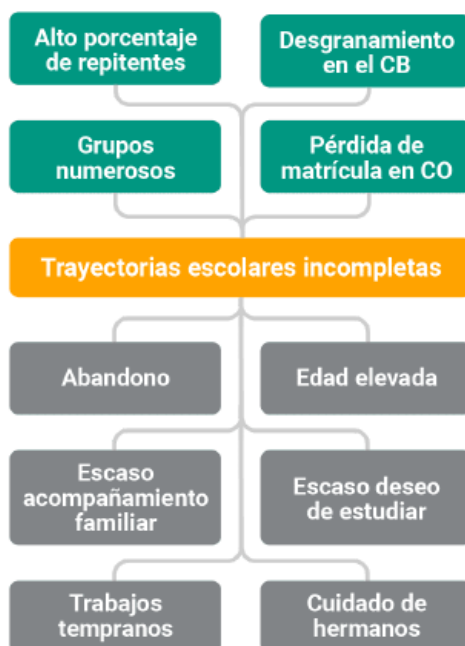 Alto porcentaje
de repitentes
Desgranamiento
en el CB
Grupos
numerosos
Pérdida de
matrícula en CO
Trayectorias escolares incompletas
Abandono
Edad elevada
Escaso
acompañamiento
familiar
Escaso deseo
de estudiar
Trabajos
tempranos
Cuidado de
hermanos